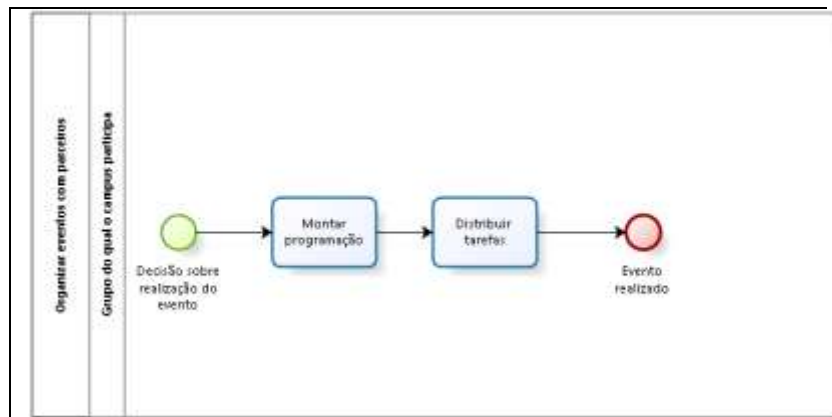 Organizar eventos com parceiros
Grupo do qual o campus participa
Decisão sobre
realização do
evento
Montar
programação
Distribuir
tarefas
Evento
realizado